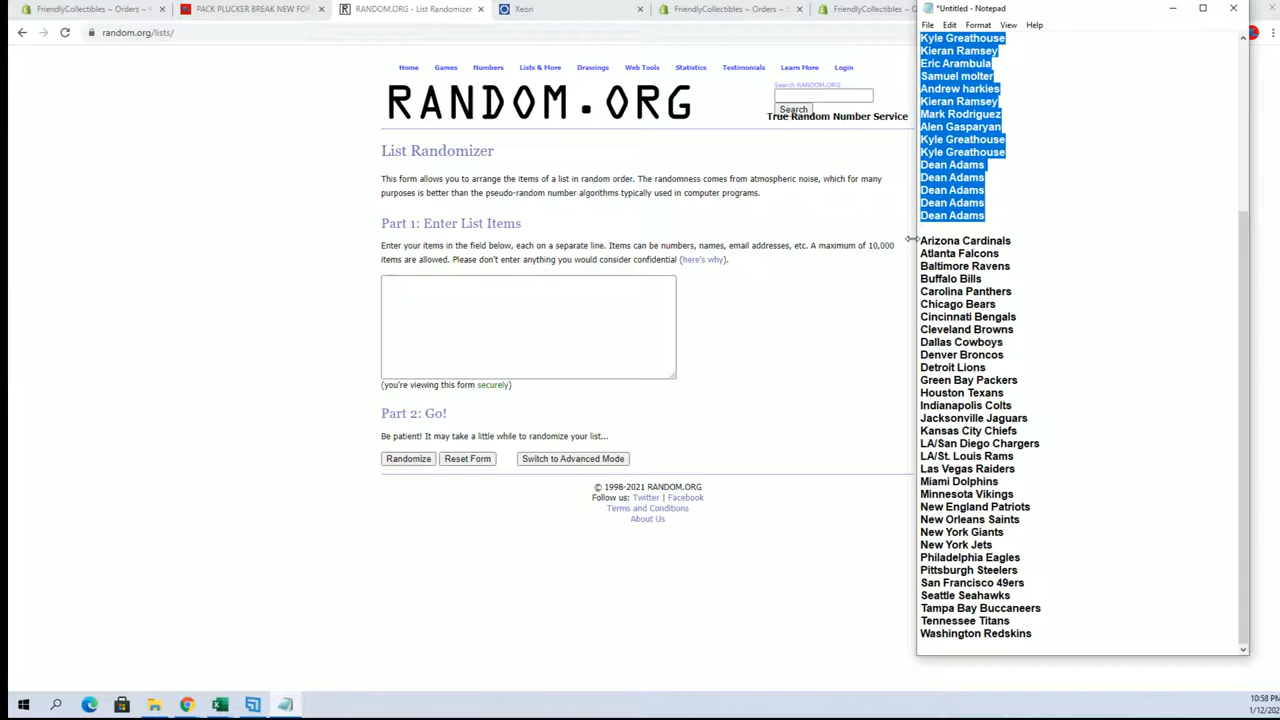 FriendlyCollectibles ~ Orders ~
PACK PLUCKER BREAK NEW FOR
RANDOM.ORG - List Randomizer
Xeon
FriendlyCollectibles ~ Orders ~ S
FriendlyCollectibles ~ O
random.org/lists/
Home Games Numbers Lists & More Drawings Web Tools Statistics Testimonials Learn More Login
RANDOM.ORG
Search RANDOM.ORG
Search
True Random Number Service
List Randomizer
This form allows you to arrange the items of a list in random order. The randomness comes from atmospheric noise, which for many
purposes is better than the pseudo-random number algorithms typically used in computer programs.
Part 1: Enter List Items
Enter your items in the field below, each on a separate line. Items can be numbers, names, email addresses, etc. A maximum of 10,000
items are allowed. Please don't enter anything you would consider confidential (here's why).
(you're viewing this form securely)
Part 2: Go!
Be patient! It may take a little while to randomize your list...
Randomize Reset Form Switch to Advanced Mode
© 1998-2021 RANDOM.ORG
Follow us: Twitter | Facebook
Terms and Conditions
About Us
*Untitled - Notepad
File Edit Format View Help
Kyle Greathouse
Kieran Ramsey
Eric Arambula
Samuel molter
Andrew harkies
Kieran Ramsey
Mark Rodriguez
Alen Gasparyan
Kyle Greathouse
Kyle Greathouse
Dean Adams
Dean Adams
Dean Adams
Dean Adams
Dean Adams
Arizona Cardinals
Atlanta Falcons
Baltimore Ravens
Buffalo Bills
Carolina Panthers
Chicago Bears
Cincinnati Bengals
Cleveland Browns
Dallas Cowboys
Denver Broncos
Detroit Lions
Green Bay Packers
Houston Texans
Indianapolis Colts
Jacksonville Jaguars
Kansas City Chiefs
LA/San Diego Chargers
LA/St. Louis Rams
Las Vegas Raiders
Miami Dolphins
Minnesota Vikings
New England Patriots
New Orleans Saints
New York Giants
New York Jets
Philadelphia Eagles
Pittsburgh Steelers
San Francisco 49ers
Seattle Seahawks
Tampa Bay Buccaneers
Tennessee Titans
Washington Redskins
10:58 PM
1/12/202